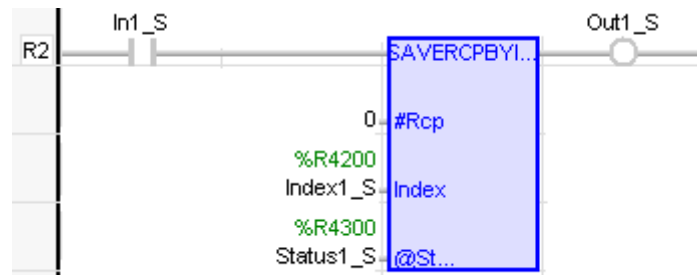 In1_S Out1_S
R2 SAVERCPBYI...
0 #Rcp
%R4200
Index1_S Index
%R4300
Status1_S @St...